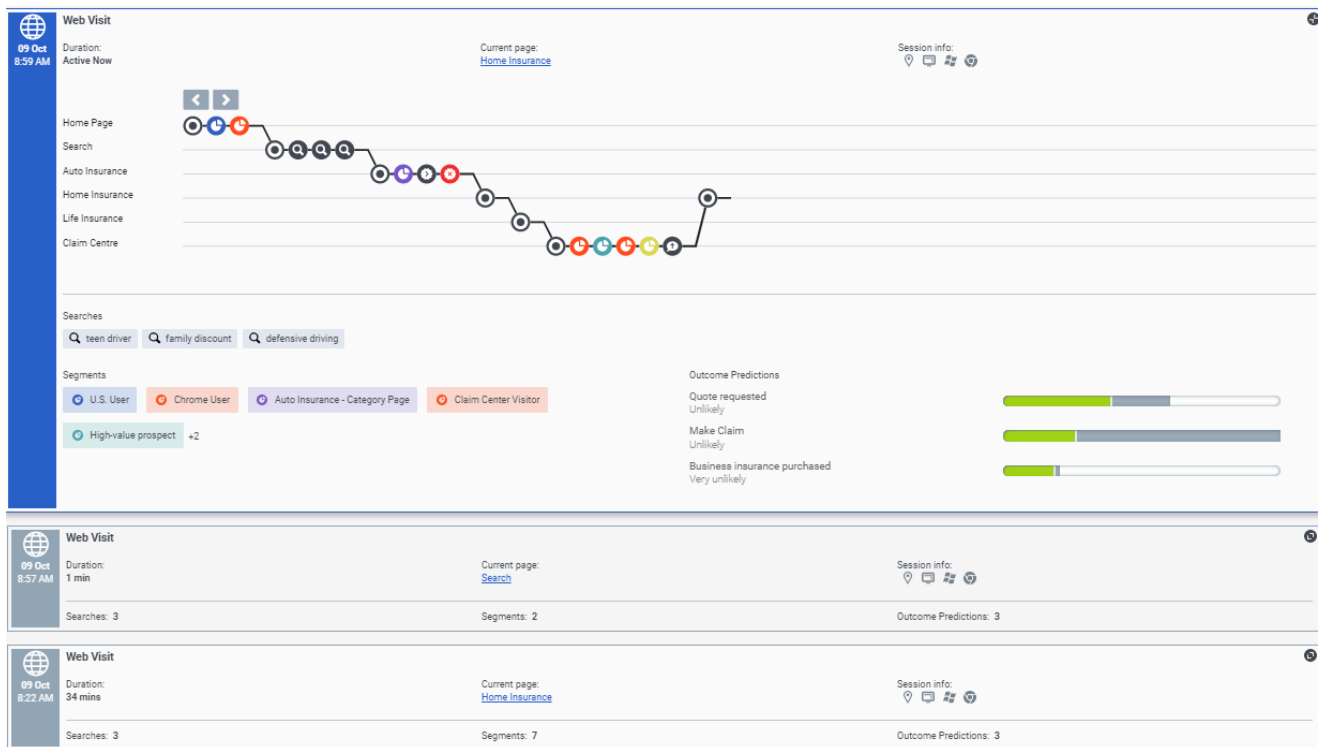 Web Visit
09 Oct
8:59 AM
Duration:
Active Now
Current page:
Home Insurance
Session info:
Home Page
Search
Auto Insurance
Home Insurance
Life Insurance
Claim Centre
Searches
teen driver
family discount
defensive driving
Segments
U.S. User
Chrome User
Auto Insurance - Category Page
Claim Center Visitor
High-value prospect
+2
Outcome Predictions
Quote requested
Unlikely
Make Claim
Unlikely
Business insurance purchased
Very unlikely
Web Visit
09 Oct
8:57 AM
Duration:
1 min
Current page:
Search
Session info:
Searches: 3
Segments: 2
Outcome Predictions: 3
Web Visit
09 Oct
8:22 AM
Duration:
34 mins
Current page:
Home Insurance
Session info:
Searches: 3
Segments: 7
Outcome Predictions: 3